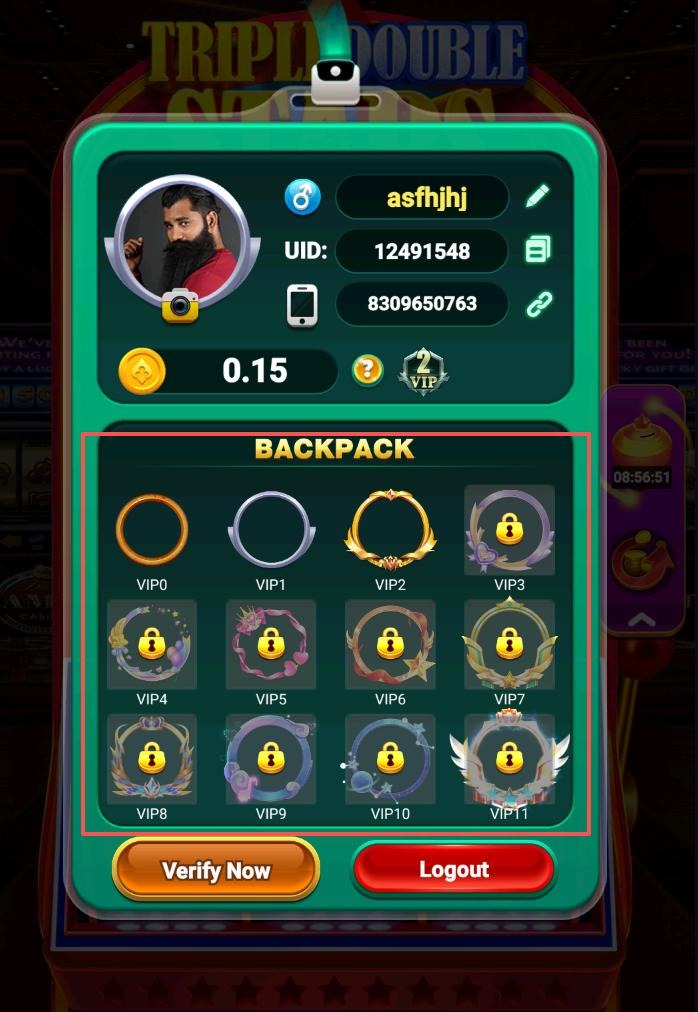 TRIPLE DOUBLE
STARS
asfhjhj
UID: 12491548
8309650763
0.15
2
VIP
BACKPACK
VIP0 VIP1 VIP2 VIP3
08:56:51
VIP4 VIP5 VIP6 VIP7
VIP8 VIP9 VIP10 VIP11
Verify Now Logout